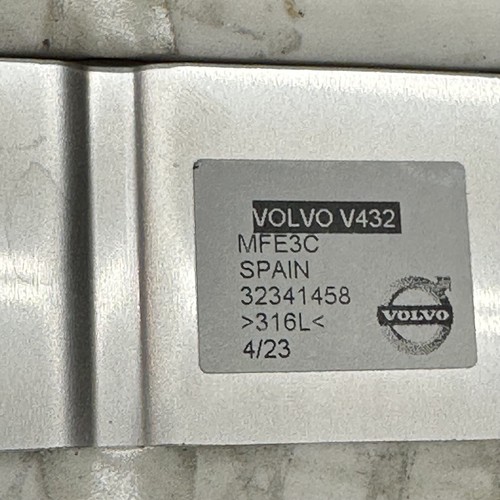 VOLVO V432
MFE3C
SPAIN
32341458
>316L<
4/23
VOLVO